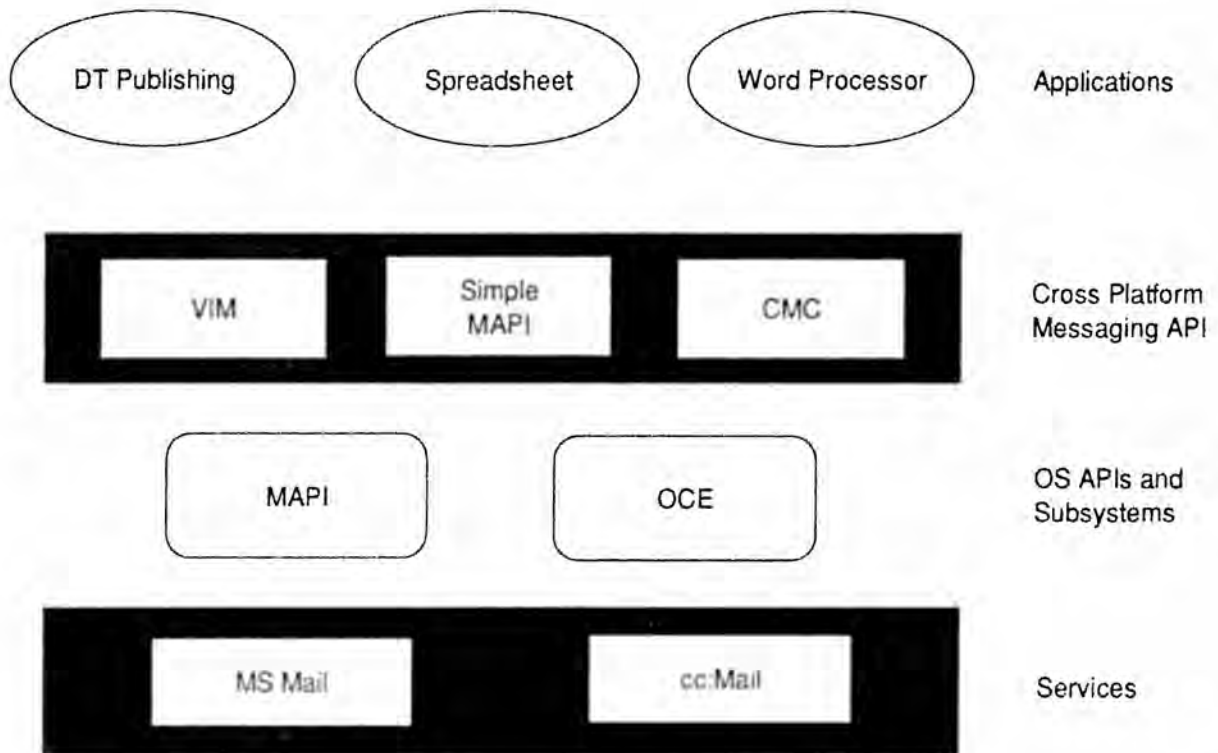 DT Publishing
Spreadsheet
Word Processor
Applications
VIM
Simple
MAPI
CMC
Cross Platform
Messaging API
MAPI
OCE
OS APIs and
Subsystems
MS Mail
cc:Mail
Services